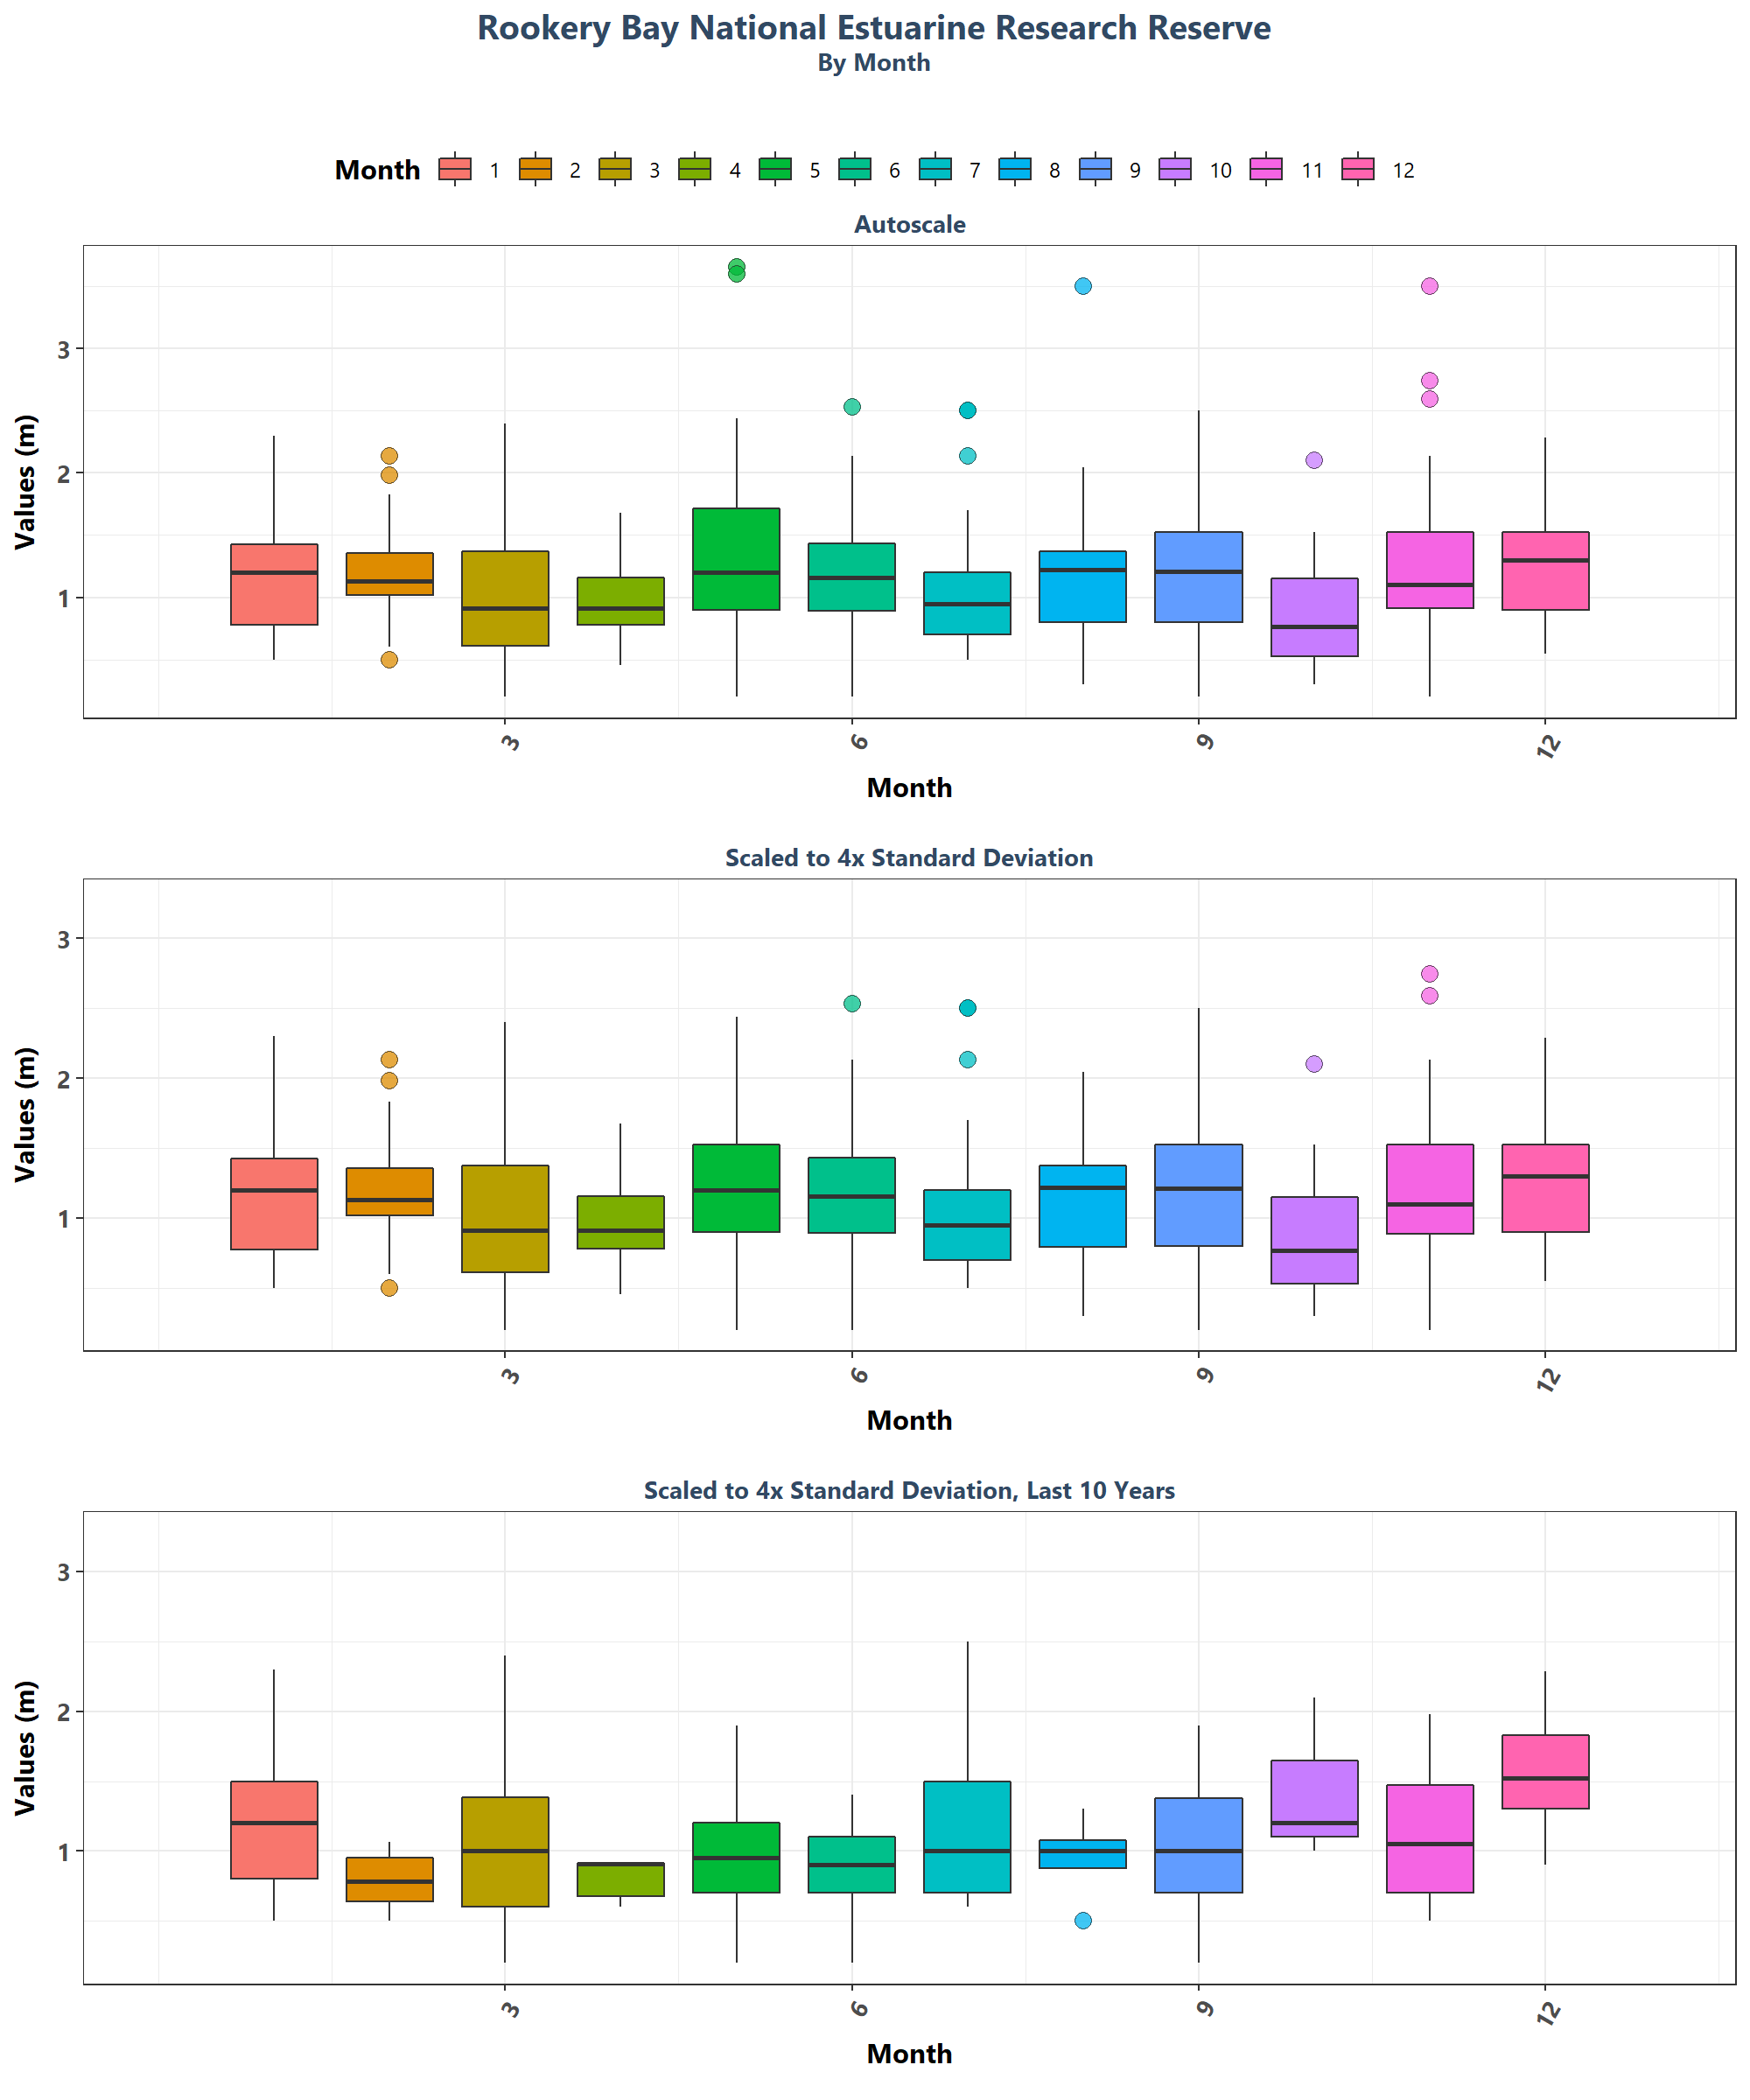 Rookery Bay National Estuarine Research Reserve
By Month
Month 1 2 3 4 5 6 7 8 9 10 11 12
Autoscale
Values (m)
3
2
1
3 6 9 12
Month
Scaled to 4x Standard Deviation
Values (m)
3
2
1
3 6 9 12
Month
Scaled to 4x Standard Deviation, Last 10 Years
Values (m)
3
2
1
3 6 9 12
Month